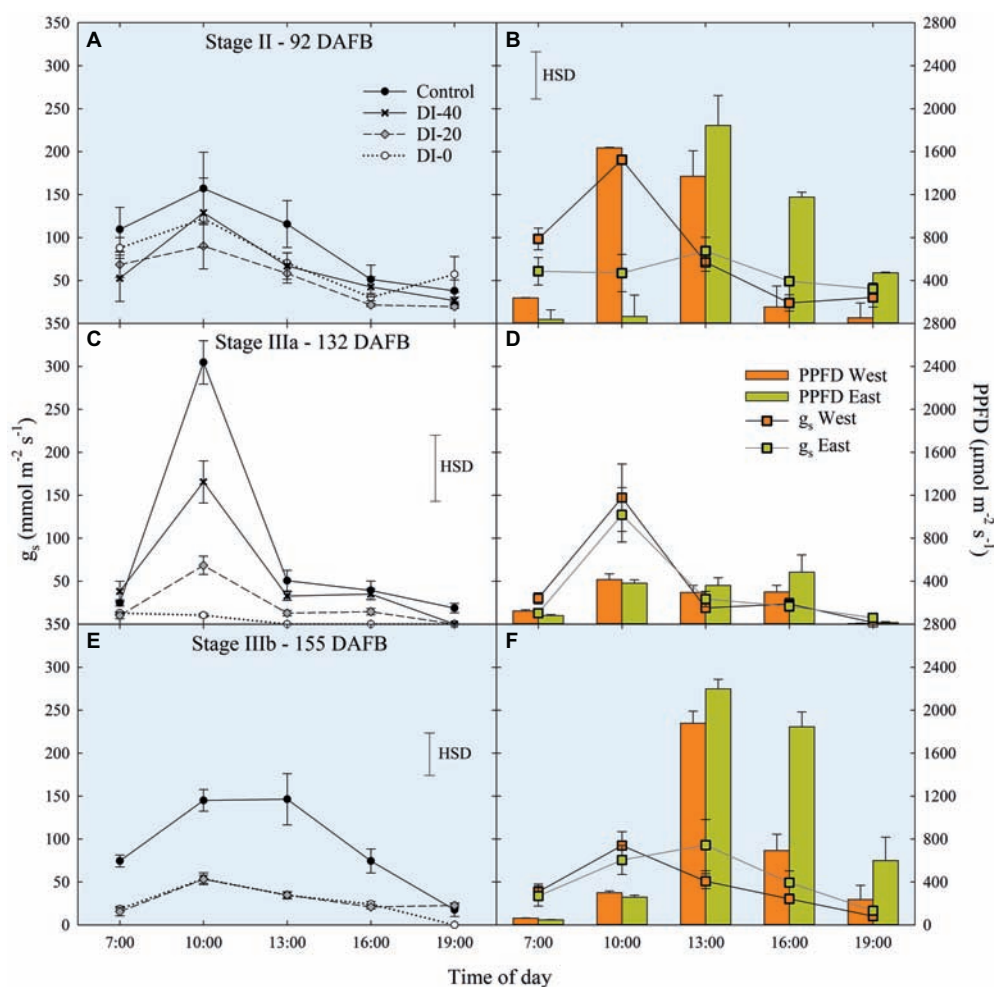 A
Stage II - 92 DAFB
Control
DI-40
DI-20
DI-0
350
300
250
200
150
100
50
350
B
HSD
2800
2400
2000
1600
1200
800
400
2800
C
Stage IIIa - 132 DAFB
HSD
300
250
200
150
100
50
350
gs (mmol m-2 s-1)
D
PPFD West
PPFD East
gs West
gs East
2400
2000
1600
1200
800
400
2800
PPFD (µmol m-2 s-1)
E
Stage IIIb - 155 DAFB
HSD
300
250
200
150
100
50
0
F
2400
2000
1600
1200
800
400
0
7:00 10:00 13:00 16:00 19:00 7:00 10:00 13:00 16:00 19:00
Time of day